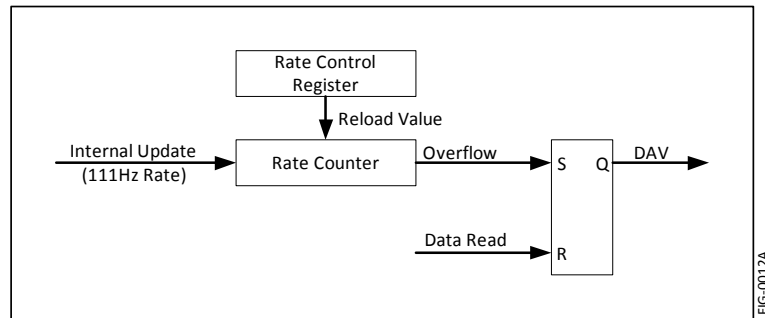 Rate Control
Register
Reload Value
Internal Update
(111Hz Rate)
Rate Counter
Overflow
S
Q
DAV
Data Read
R
FIG-0012A